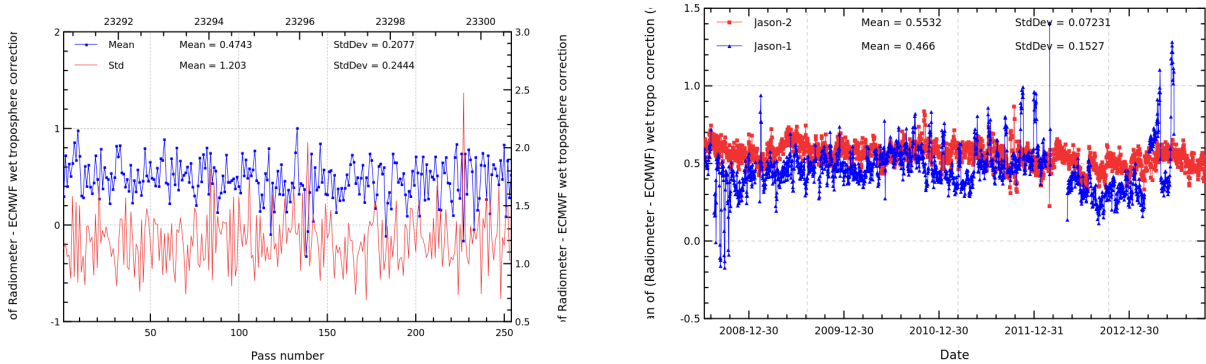 23292 23294 23296 23298 23300
2 3.0
Mean Mean = 0.4743 StdDev = 0.2077
Std Mean = 1.203 StdDev = 0.2444
2.5
1 2.0
1.5
0
1.0
-1 0.5
50 100 150 200 250
Pass number
of Radiometer - ECMWF wet troposphere correction
of Radiometer - ECMWF wet troposphere correction
1.5
Jason-2 Mean = 0.5532 StdDev = 0.07231
Jason-1 Mean = 0.466 StdDev = 0.1527
1.0
0.5
0.0
-0.5
2008-12-30 2009-12-30 2010-12-30 2011-12-31 2012-12-30
Date
of (Radiometer - ECMWF) wet tropo correction (